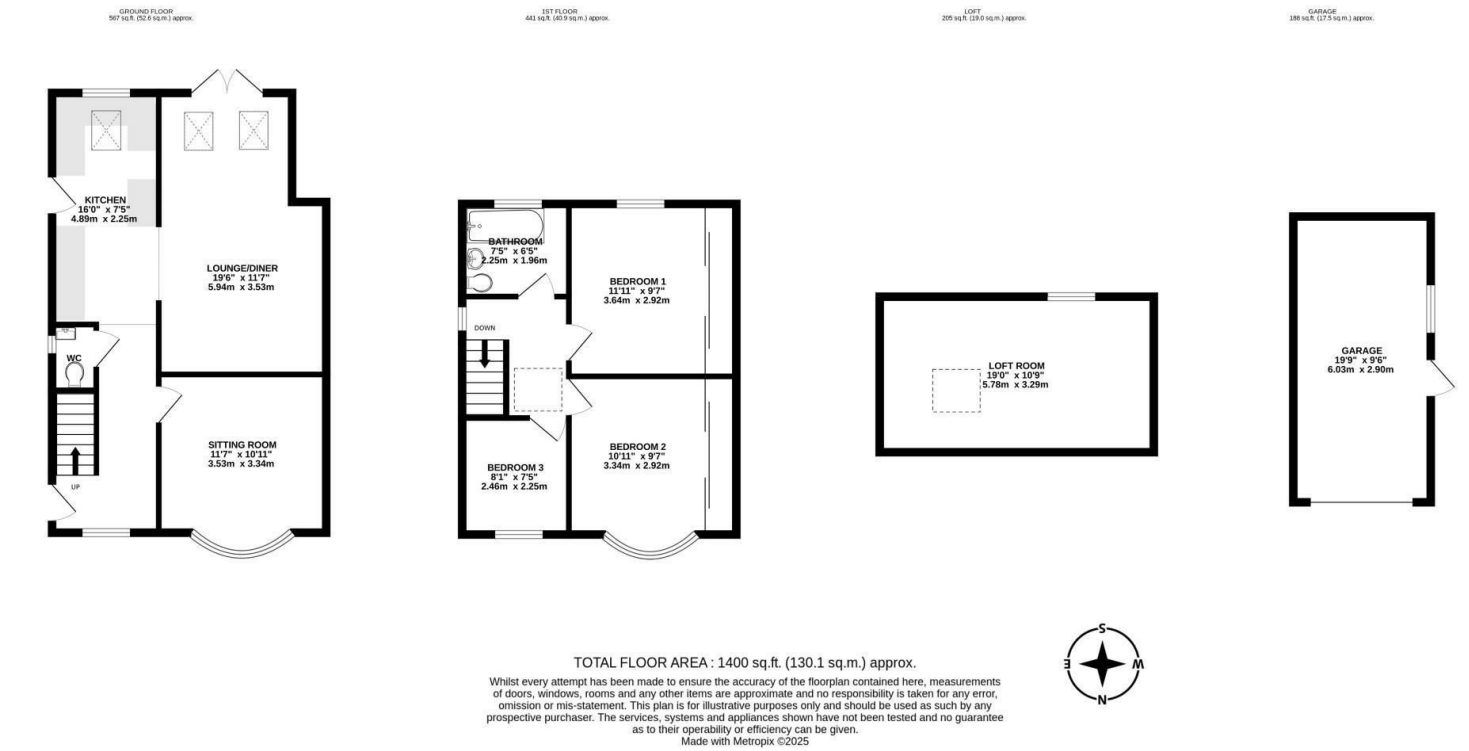 GROUND FLOOR
567 sq.ft. (52.6 sq.m.) approx.
1ST FLOOR
441 sq.ft. (40.9 sq.m.) approx.
LOFT
205 sq.ft. (19.0 sq.m.) approx.
GARAGE
188 sq.ft. (17.5 sq.m.) approx.
KITCHEN
16'0" x 7'5"
4.89m x 2.25m
LOUNGE/DINER
19'6" x 11'7"
5.94m x 3.53m
WC
UP
SITTING ROOM
11'7" x 10'11"
3.53m x 3.34m
BATHROOM
7'5" x 6'5"
2.25m x 1.96m
BEDROOM 1
11'11" x 9'7"
3.64m x 2.92m
DOWN
BEDROOM 2
10'11" x 9'7"
3.34m x 2.92m
BEDROOM 3
8'1" x 7'5"
2.46m x 2.25m
LOFT ROOM
19'0" x 10'9"
5.78m x 3.29m
GARAGE
19'9" x 9'6"
6.03m x 2.90m
S
E
W
N
TOTAL FLOOR AREA : 1400 sq.ft. (130.1 sq.m.) approx.
Whilst every attempt has been made to ensure the accuracy of the floorplan contained here, measurements
of doors, windows, rooms and any other items are approximate and no responsibility is taken for any error,
omission or mis-statement. This plan is for illustrative purposes only and should be used as such by any
prospective purchaser. The services, systems and appliances shown have not been tested and no guarantee
as to their operability or efficiency can be given.
Made with Metropix ©2025